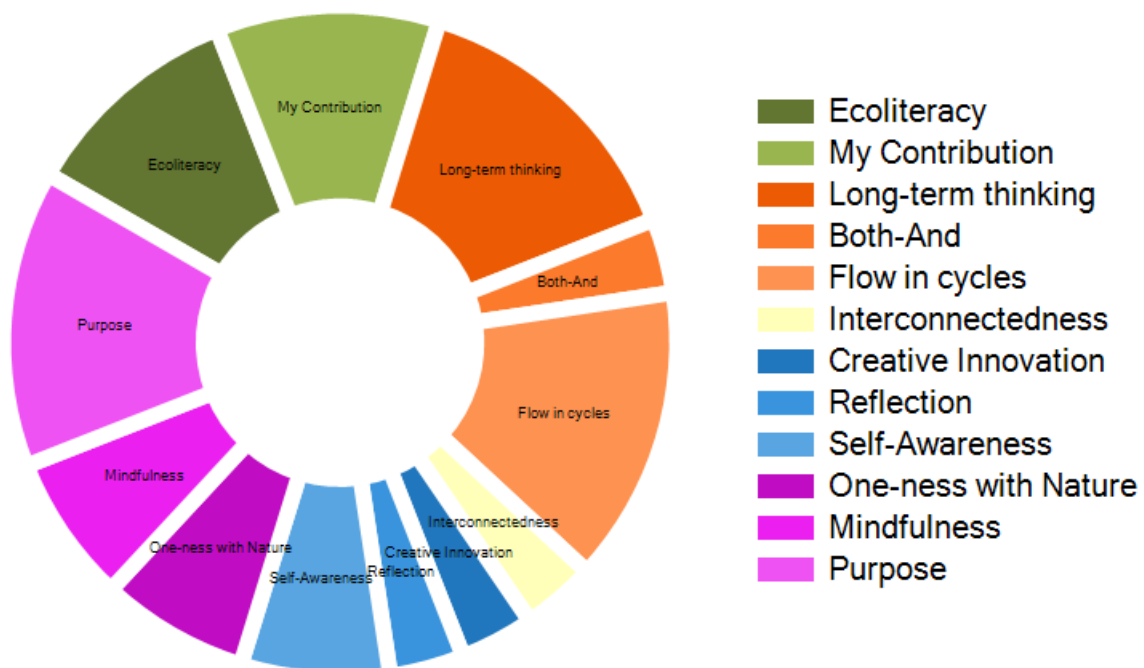 My Contribution
Ecoliteracy
Long-term thinking
Both-And
Purpose
Flow in cycles
Mindfulness
Interconnectedness
One-ness with Nature
Creative Innovation
Reflection
Self-Awareness
Ecoliteracy
My Contribution
Long-term thinking
Both-And
Flow in cycles
Interconnectedness
Creative Innovation
Reflection
Self-Awareness
One-ness with Nature
Mindfulness
Purpose